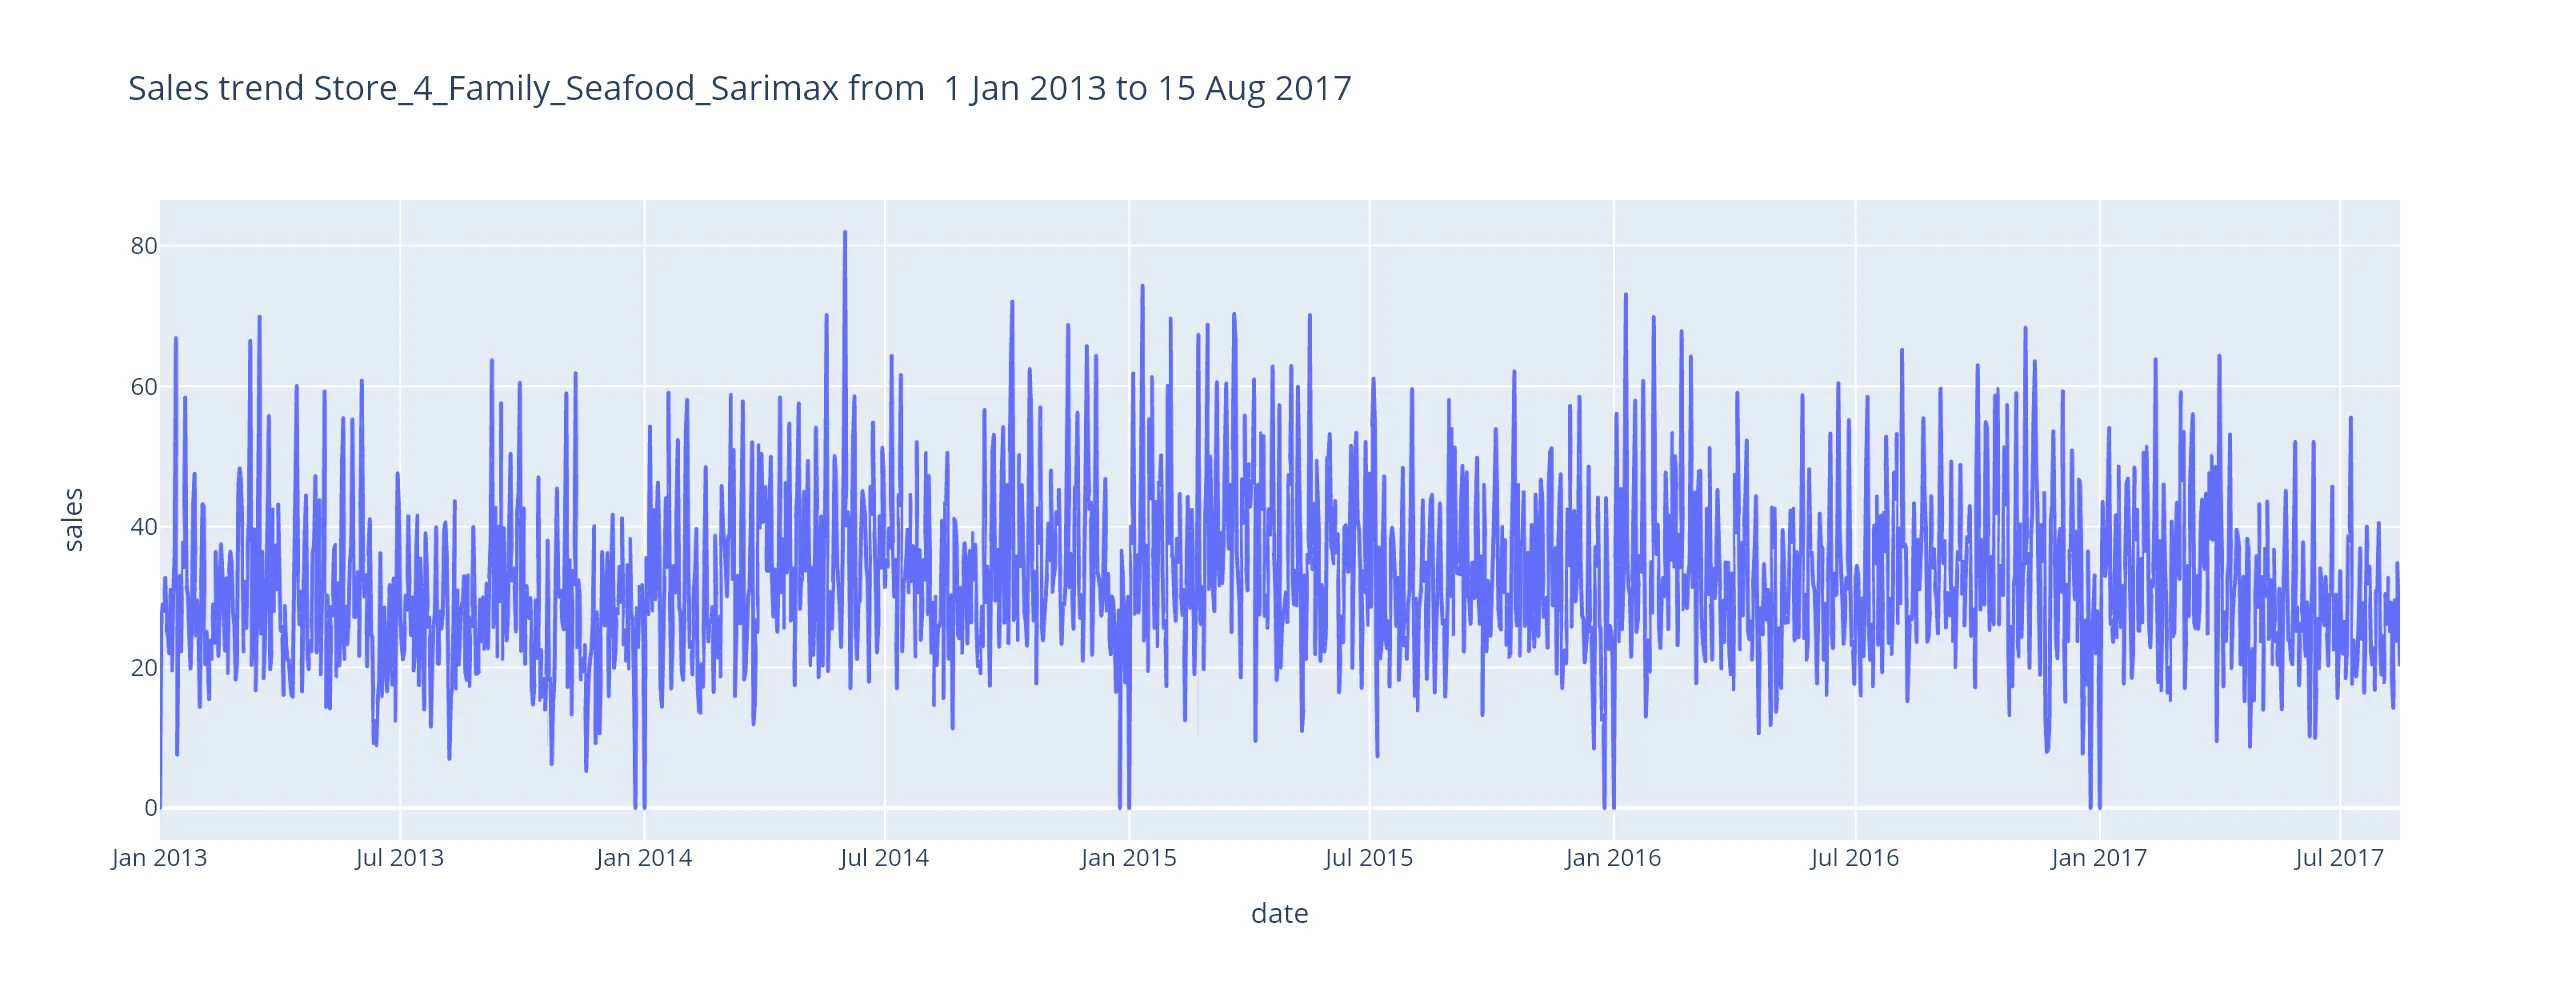 Sales trend Store_4_Family_Seafood_Sarimax from  1 Jan 2013 to 15 Aug 2017
80
60
40
20
0
sales
Jan 2013
Jul 2013
Jan 2014
Jul 2014
Jan 2015
Jul 2015
Jan 2016
Jul 2016
Jan 2017
Jul 2017
date